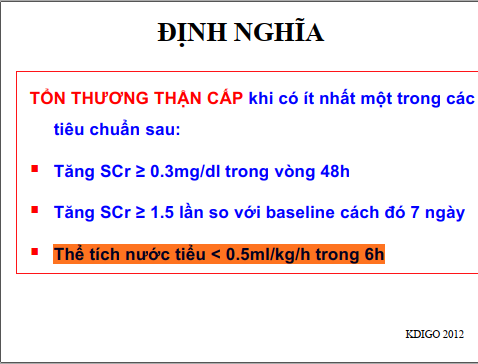 ĐỊNH NGHĨA
TỔN THƯƠNG THẬN CẤP khi có ít nhất một trong các
tiêu chuẩn sau:
Tăng SCr ≥ 0.3mg/dl trong vòng 48h
Tăng SCr ≥ 1.5 lần so với baseline cách đó 7 ngày
Thể tích nước tiểu < 0.5ml/kg/h trong 6h
KDIGO 2012